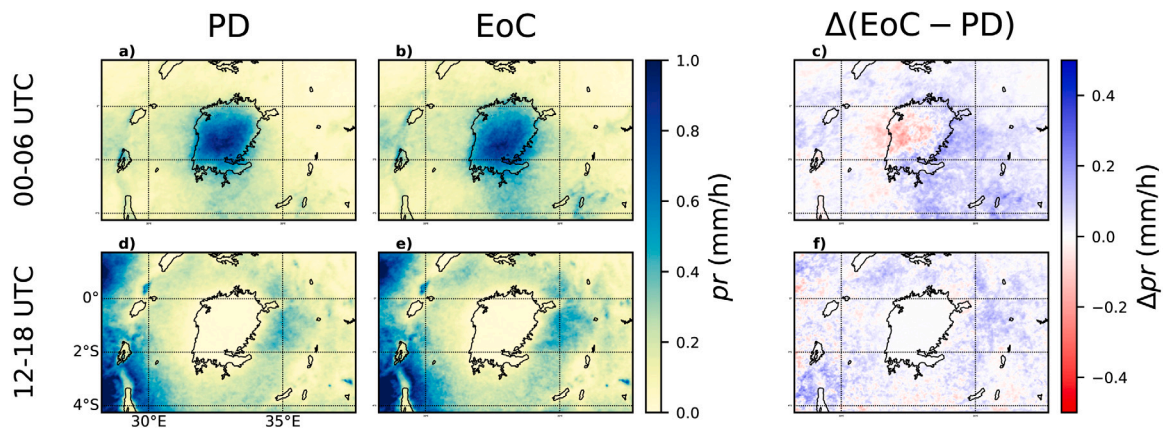 PD EoC Δ(EoC − PD)
a) b) c)
00-06 UTC
1.0
0.8
0.6
0.4
0.2
0.0
pr (mm/h)
0.4
0.2
0.0
−0.2
−0.4
Δpr (mm/h)
d) e) f)
12-18 UTC
0°
2°S
4°S
30°E 35°E